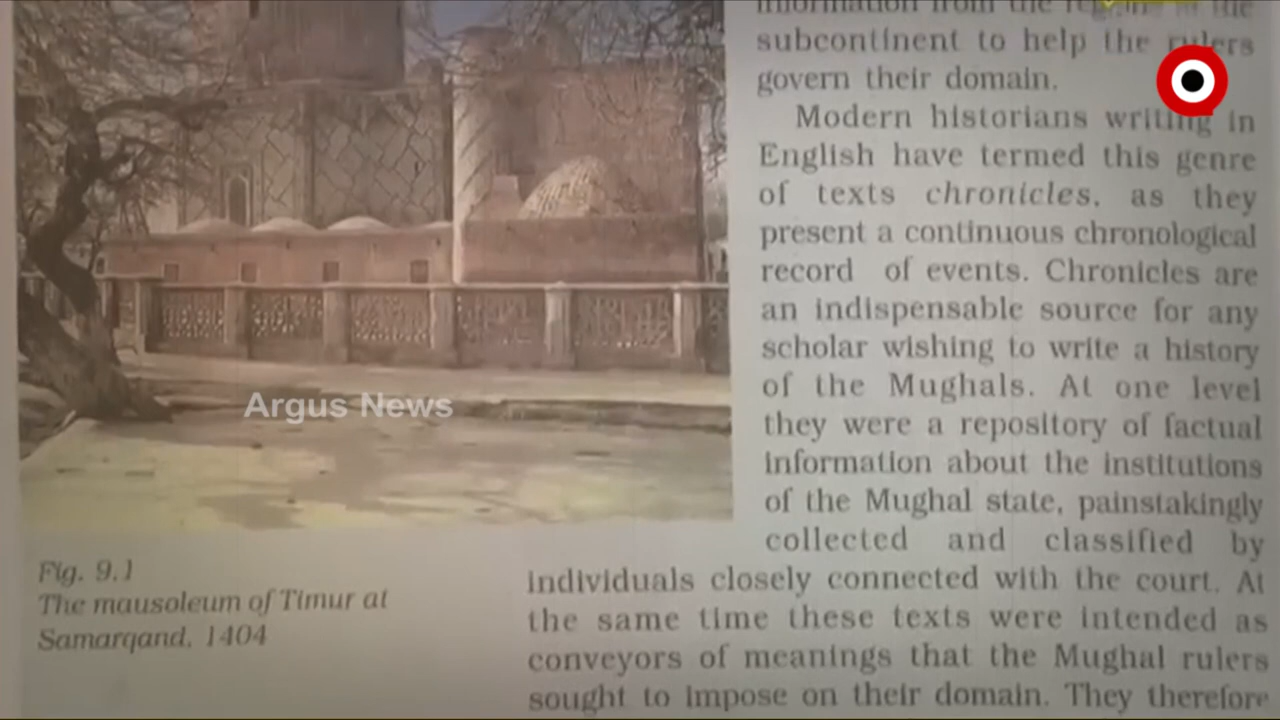 subcontinent to help the rulers
govern their domain.
Modern historians writing in
English have termed this genre
of texts chronicles, as they
present a continuous chronological
record of events. Chronicles are
an indispensable source for any
scholar wishing to write a history
of the Mughals. At one level
they were a repository of factual
information about the institutions
of the Mughal state, painstakingly
collected and classified by
individuals closely connected with the court. At
the same time these texts were intended as
conveyors of meanings that the Mughal rulers
sought to impose on their domain. They therefore
Argus News
Fig. 9.1
The mausoleum of Timur at
Samarqand, 1404